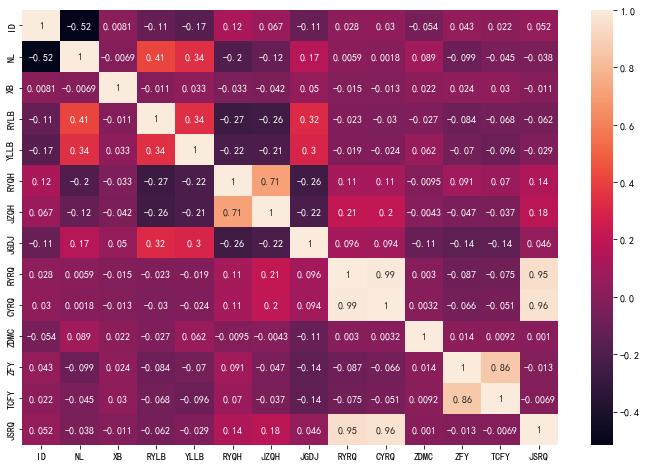 ID 1 -0.52 0.0081 -0.11 -0.17 0.12 0.067 -0.11 0.028 0.03 -0.054 0.043 0.022 0.052
NL -0.52 1 -0.0069 0.41 0.34 -0.2 -0.12 0.17 0.0059 0.0018 0.089 -0.099 -0.045 -0.038
XB 0.0081 -0.0069 1 -0.011 0.033 -0.033 -0.042 0.05 -0.015 -0.013 0.022 0.024 0.03 -0.011
RYLB -0.11 0.41 -0.011 1 0.34 -0.27 -0.26 0.32 -0.023 -0.03 -0.027 -0.084 -0.068 -0.062
YLLB -0.17 0.34 0.033 0.34 1 -0.22 -0.21 0.3 -0.019 -0.024 0.062 -0.07 -0.096 -0.029
RYQH 0.12 -0.2 -0.033 -0.27 -0.22 1 0.71 -0.26 0.11 0.11 -0.0095 0.091 0.07 0.14
JZQH 0.067 -0.12 -0.042 -0.26 -0.21 0.71 1 -0.22 0.21 0.2 -0.0043 -0.047 -0.037 0.18
JGDJ -0.11 0.17 0.05 0.32 0.3 -0.26 -0.22 1 0.096 0.094 -0.11 -0.14 -0.14 0.046
RYRQ 0.028 0.0059 -0.015 -0.023 -0.019 0.11 0.21 0.096 1 0.99 0.003 -0.087 -0.075 0.95
CYRQ 0.03 0.0018 -0.013 -0.03 -0.024 0.11 0.2 0.094 0.99 1 0.0032 -0.066 -0.051 0.96
ZDMC -0.054 0.089 0.022 -0.027 0.062 -0.0095 -0.0043 -0.11 0.003 0.0032 1 0.014 0.0092 0.001
ZFY 0.043 -0.099 0.024 -0.084 -0.07 0.091 -0.047 -0.14 -0.087 -0.066 0.014 1 0.86 -0.013
TCFY 0.022 -0.045 0.03 -0.068 -0.096 0.07 -0.037 -0.14 -0.075 -0.051 0.0092 0.86 1 -0.0069
JSRQ 0.052 -0.038 -0.011 -0.062 -0.029 0.14 0.18 0.046 0.95 0.96 0.001 -0.013 -0.0069 1
ID NL XB RYLB YLLB RYQH JZQH JGDJ RYRQ CYRQ ZDMC ZFY TCFY JSRQ
1.0
0.8
0.6
0.4
0.2
0.0
-0.2
-0.4